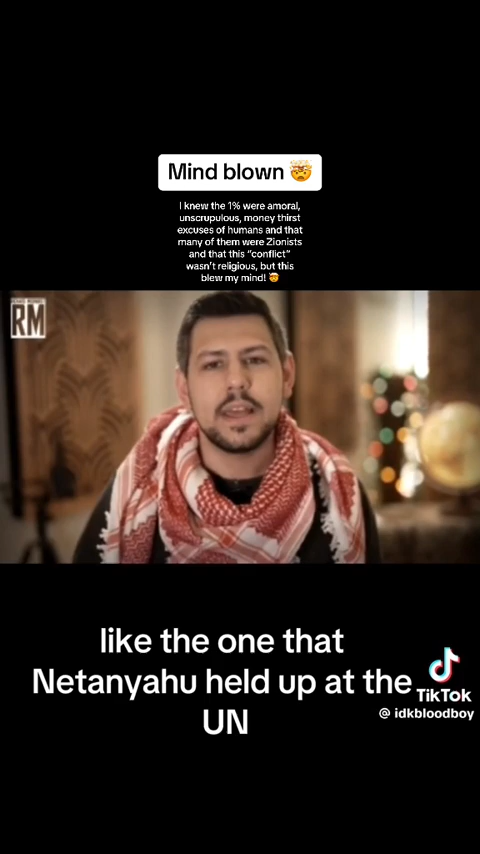 Mind blown 🤯
I knew the 1% were amoral,
unscrupulous, money thirst
excuses of humans and that
many of them were Zionists
and that this “conflict”
wasn’t religious, but this
blew my mind! 🤯
RM
like the one that
Netanyahu held up at the
UN
TikTok
@ idkbloodboy